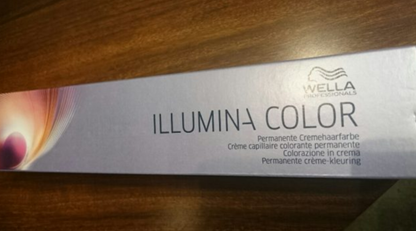 WELLA
PROFESSIONALS
ILLUMINA COLOR
Permanente Cremehaarfarbe
Crème capillaire colorante permanente
Colorazione in crema
Permanente crème-kleuring